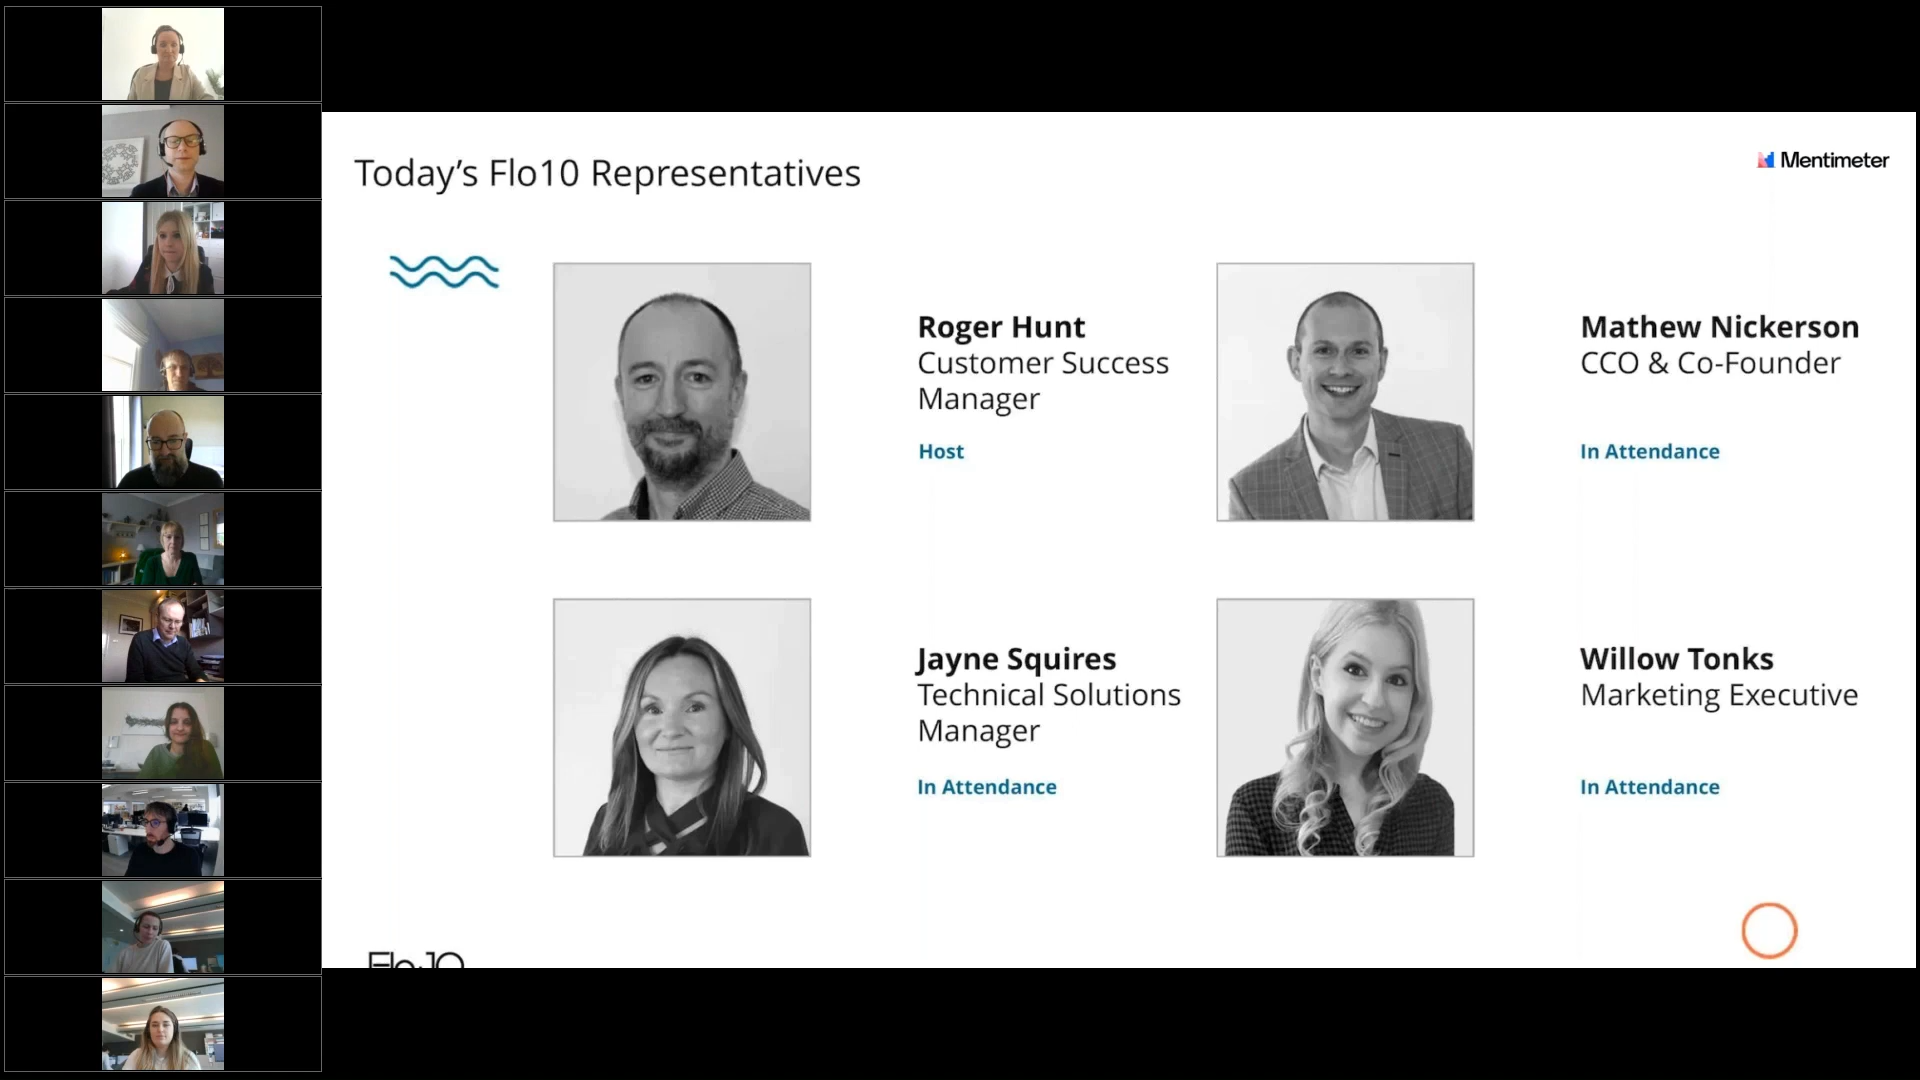 Today's Flo10 Representatives
Mentimeter
Roger Hunt
Customer Success
Manager
Host
Mathew Nickerson
CCO & Co-Founder
In Attendance
Jayne Squires
Technical Solutions
Manager
In Attendance
Willow Tonks
Marketing Executive
In Attendance
Flo10